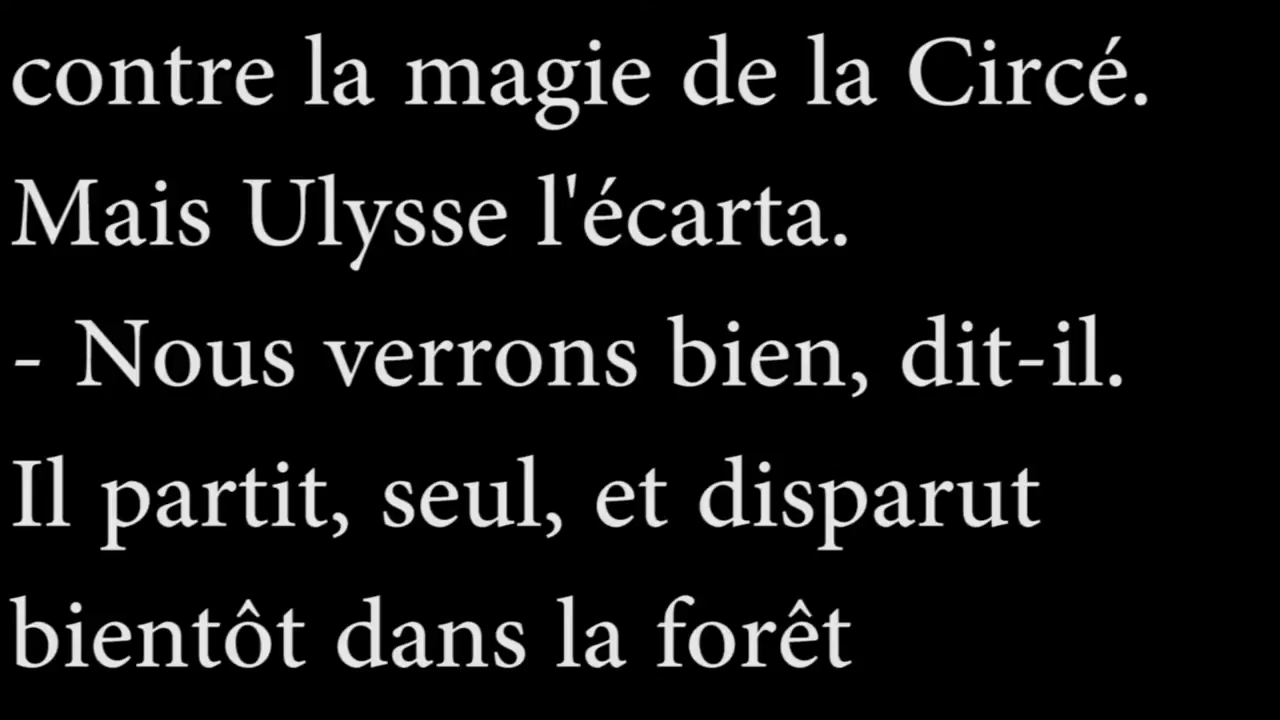 contre la magie de la Circé.
Mais Ulysse l'écarta.
- Nous verrons bien, dit-il.
Il partit, seul, et disparut
bientôt dans la forêt